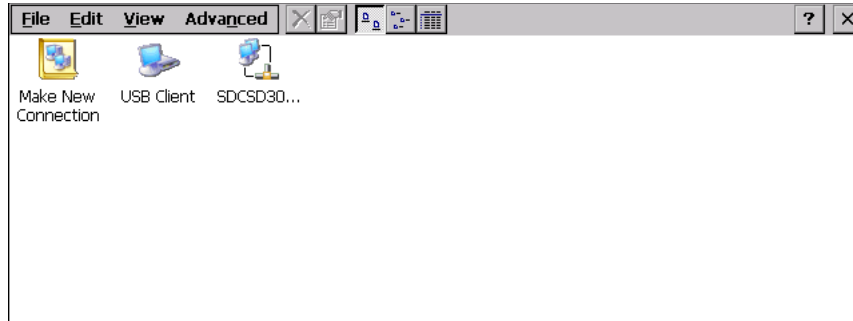 File Edit View Advanced ?
Make New
Connection
USB Client
SDCSD30...